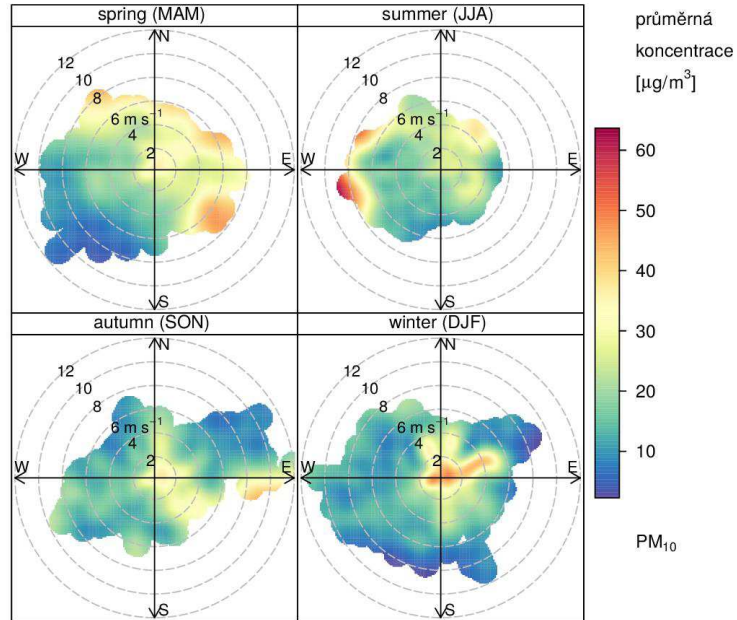 spring (MAM)
N
12
10
8
6 m s⁻¹
4
2
W
E
S
summer (JJA)
N
12
10
8
6 m s⁻¹
4
2
W
E
S
autumn (SON)
N
12
10
8
6 m s⁻¹
4
2
W
E
S
winter (DJF)
N
12
10
8
6 m s⁻¹
4
2
W
E
S
průměrná
koncentrace
[µg/m³]
60
50
40
30
20
10
PM₁₀